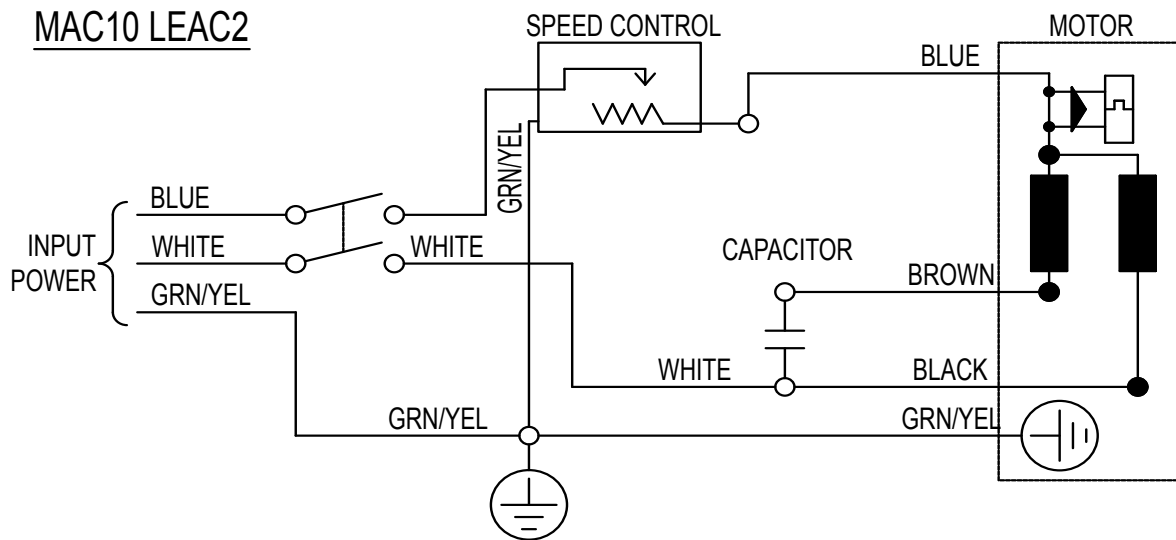 MAC10 LEAC2
SPEED CONTROL
MOTOR
BLUE
GRN/YEL
BLUE
INPUT
POWER
WHITE
WHITE
CAPACITOR
BROWN
GRN/YEL
WHITE
BLACK
GRN/YEL
GRN/YEL